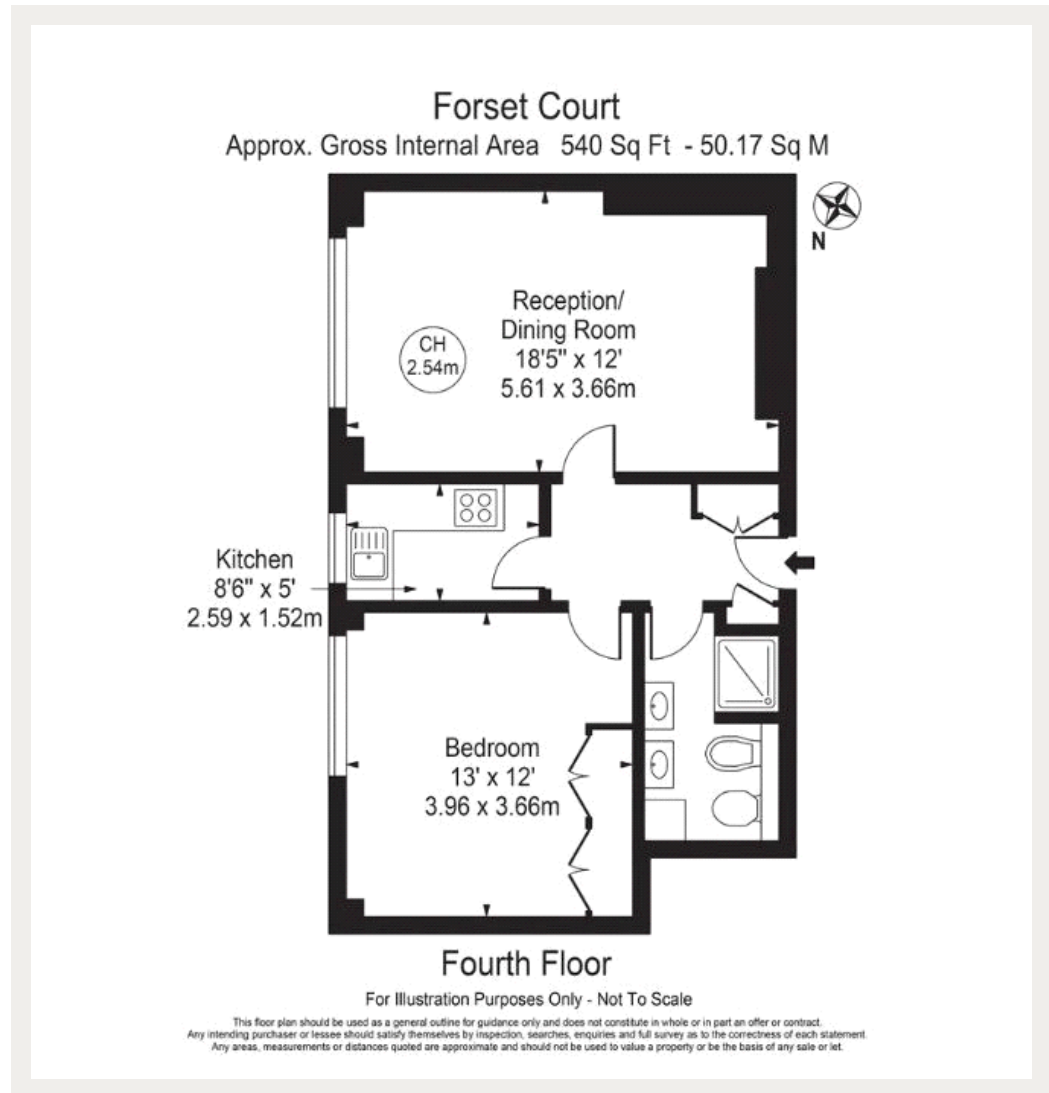 Forset Court
Approx. Gross Internal Area 540 Sq Ft - 50.17 Sq M
N
Reception/
Dining Room
18'5" x 12'
5.61 x 3.66m
CH
2.54m
Kitchen
8'6" x 5'
2.59 x 1.52m
Bedroom
13' x 12'
3.96 x 3.66m
Fourth Floor
For Illustration Purposes Only - Not To Scale
This floor plan should be used as a general outline for guidance only and does not constitute in whole or in part an offer or contract.
Any intending purchaser or lessee should satisfy themselves by inspection, searches, enquiries and full survey as to the correctness of each statement.
Any areas, measurements or distances quoted are approximate and should not be used to value a property or be the basis of any sale or let.